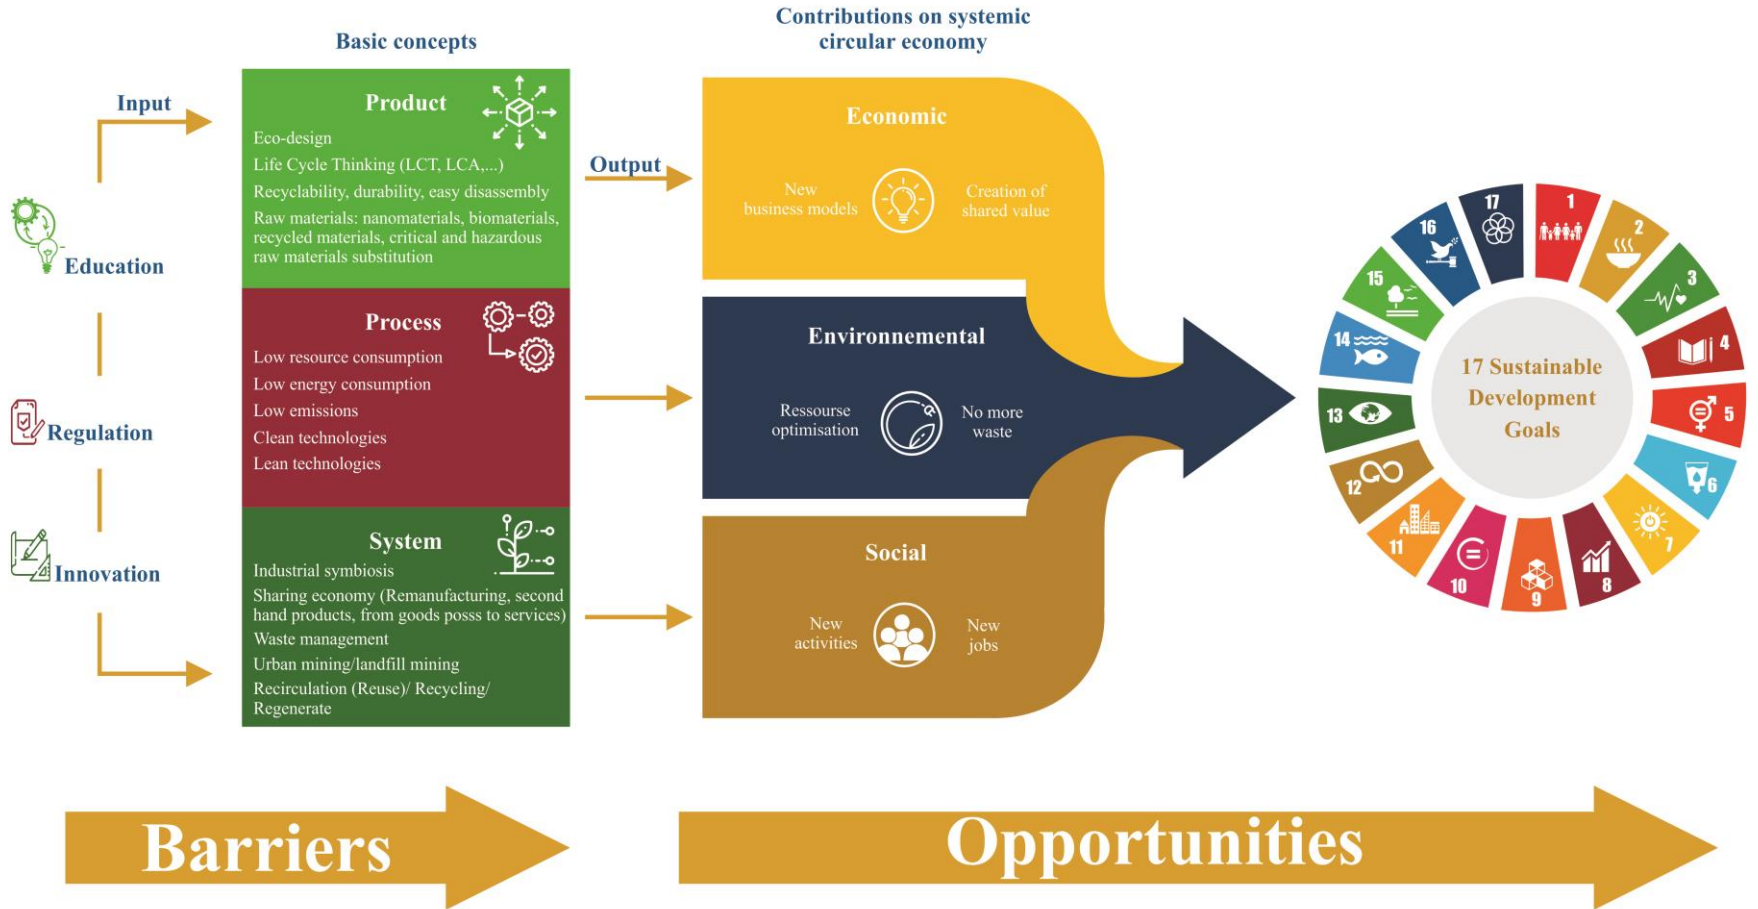 Basic concepts
Contributions on systemic
circular economy
Input
Education
Regulation
Innovation
Product
Eco-design
Life Cycle Thinking (LCT, LCA,...)
Recyclability, durability, easy disassembly
Raw materials: nanomaterials, biomaterials,
recycled materials, critical and hazardous
raw materials substitution
Process
Low resource consumption
Low energy consumption
Low emissions
Clean technologies
Lean technologies
System
Industrial symbiosis
Sharing economy (Remanufacturing, second
hand products, from goods posss to services)
Waste management
Urban mining/landfill mining
Recirculation (Reuse)/ Recycling/
Regenerate
Output
Economic
New
business models
Creation of
shared value
Environnemental
Ressourse
optimisation
No more
waste
Social
New
activities
New
jobs
17 Sustainable
Development
Goals
1
2
3
4
5
6
7
8
9
10
11
12
13
14
15
16
17
Barriers
Opportunities